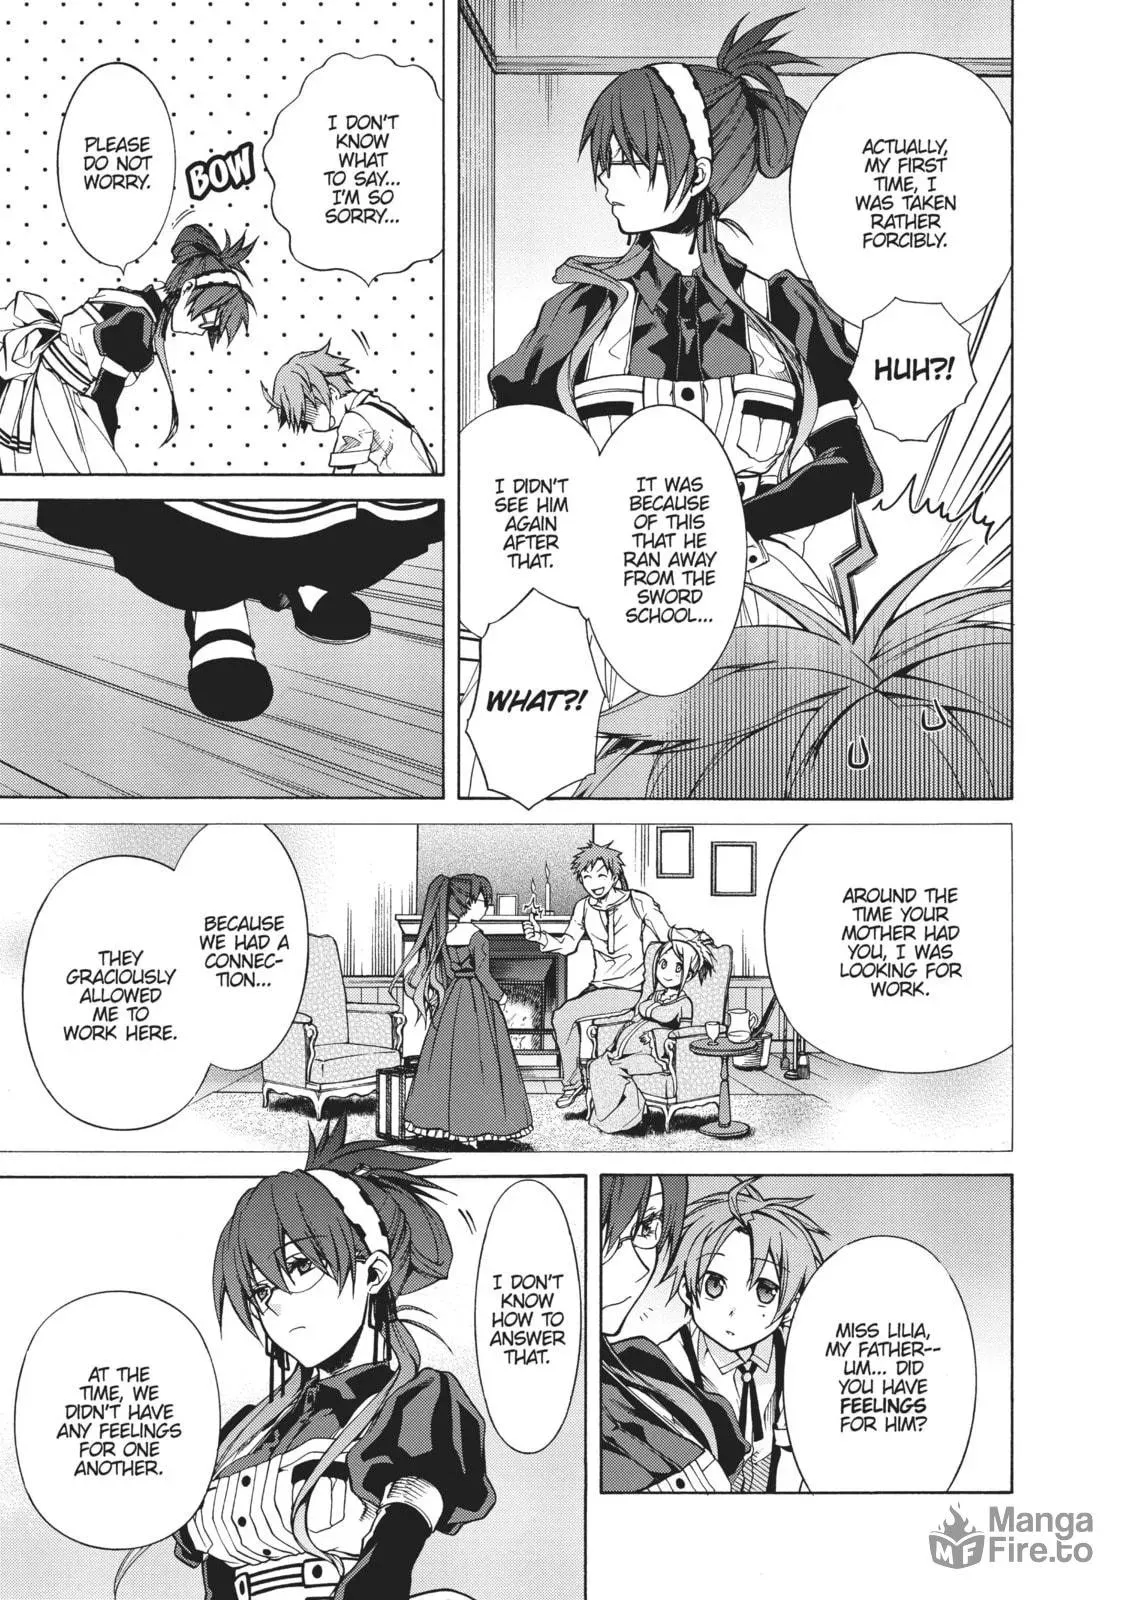 ACTUALLY,
MY FIRST
TIME, I
WAS TAKEN
RATHER
FORCIBLY.
HUH?!
IT WAS
BECAUSE
OF THIS
THAT HE
RAN AWAY
FROM THE
SWORD
SCHOOL...
I DIDN'T
SEE HIM
AGAIN
AFTER
THAT.
WHAT?!
I DON'T
KNOW
WHAT
TO SAY...
I'M SO
SORRY...
BOW
PLEASE
DO NOT
WORRY.
AROUND THE
TIME YOUR
MOTHER HAD
YOU, I WAS
LOOKING FOR
WORK.
BECAUSE
WE HAD A
CONNEC-
TION...
THEY
GRACIOUSLY
ALLOWED
ME TO
WORK HERE.
MISS LILIA,
MY FATHER--
UM... DID
YOU HAVE
FEELINGS
FOR HIM?
I DON'T
KNOW
HOW TO
ANSWER
THAT.
AT THE
TIME, WE
DIDN'T HAVE
ANY FEELINGS
FOR ONE
ANOTHER.
MF
Manga
Fire.to